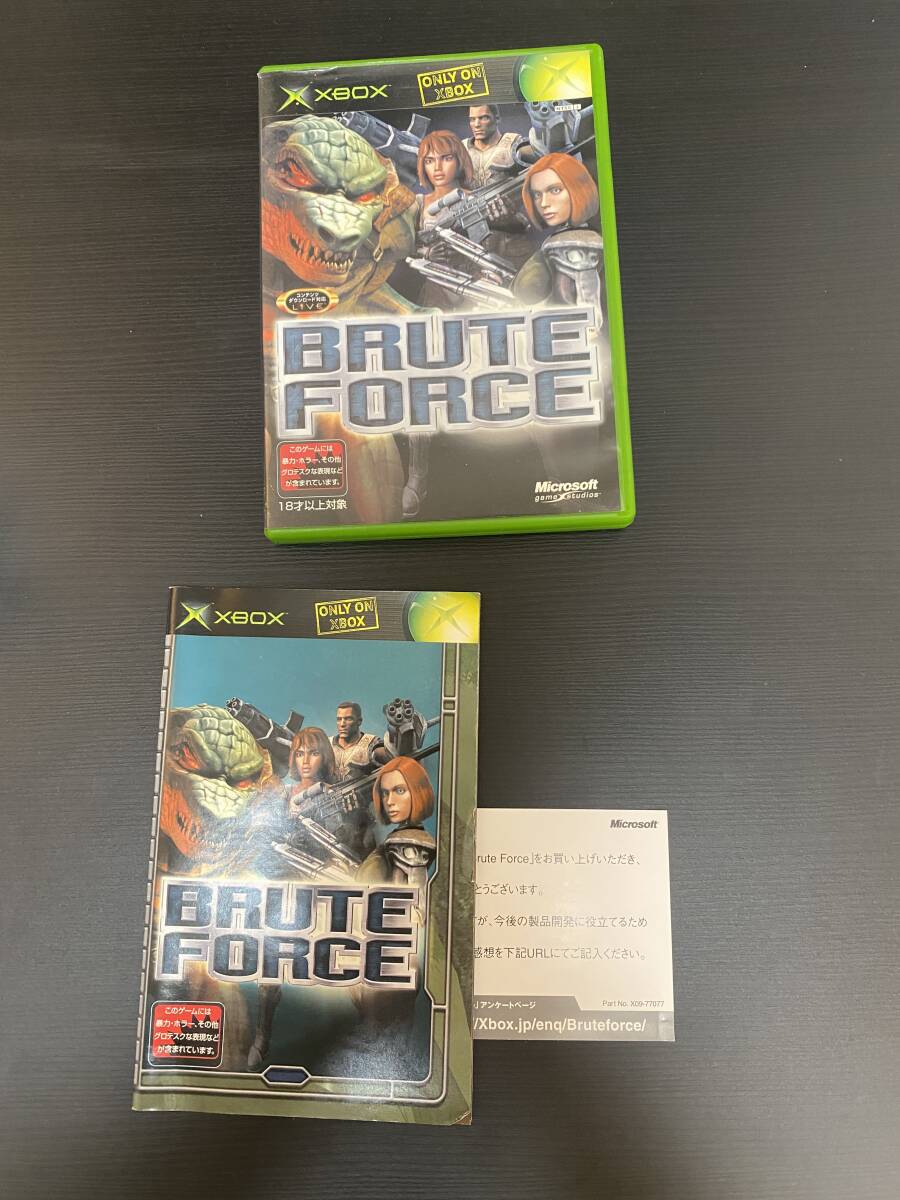 XBOX
ONLY ON
XBOX
コンテンツ
ダウンロード対応
LIVE
BRUTE
FORCE
™
このゲームには
暴力・ホラー、その他
グロテスクな表現など
が含まれています。
18才以上対象
Microsoft
game studios
XBOX
ONLY ON
XBOX
BRUTE
FORCE
このゲームには
暴力・ホラー、その他
グロテスクな表現など
が含まれています。
Microsoft
rute Force」をお買い上げいただき、
とうございます。
が、今後の製品開発に役立てるため
感想を下記URLにてご記入ください。
」アンケートページ
Part No. X09-77077
/Xbox.jp/enq/Bruteforce/